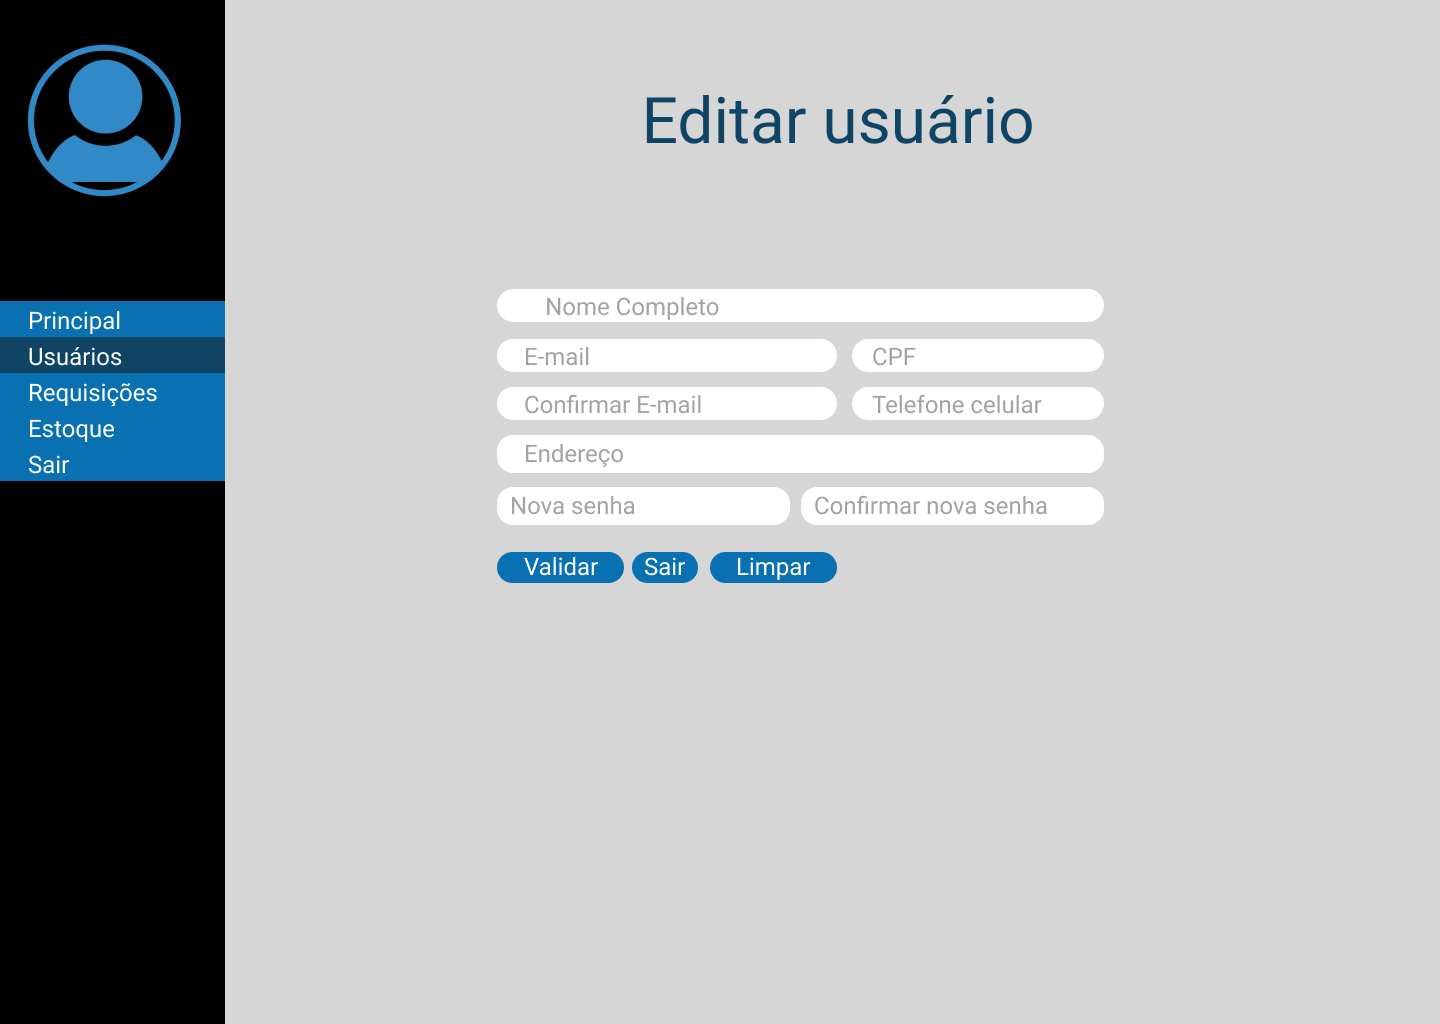 Editar usuário
Principal
Usuários
Requisições
Estoque
Sair
Nome Completo
E-mail
CPF
Confirmar E-mail
Telefone celular
Endereço
Nova senha
Confirmar nova senha
Validar
Sair
Limpar